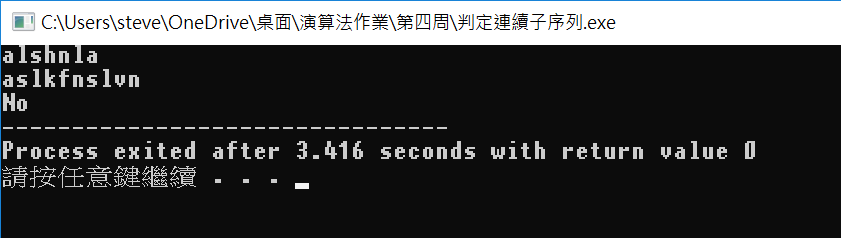 C:\Users\steve\OneDrive\桌面\演算法作業\第四周\判定連續子序列.exe
alshnla
aslkfnslvn
No
--------------------------------
Process exited after 3.416 seconds with return value 0
請按任意鍵繼續 . . .